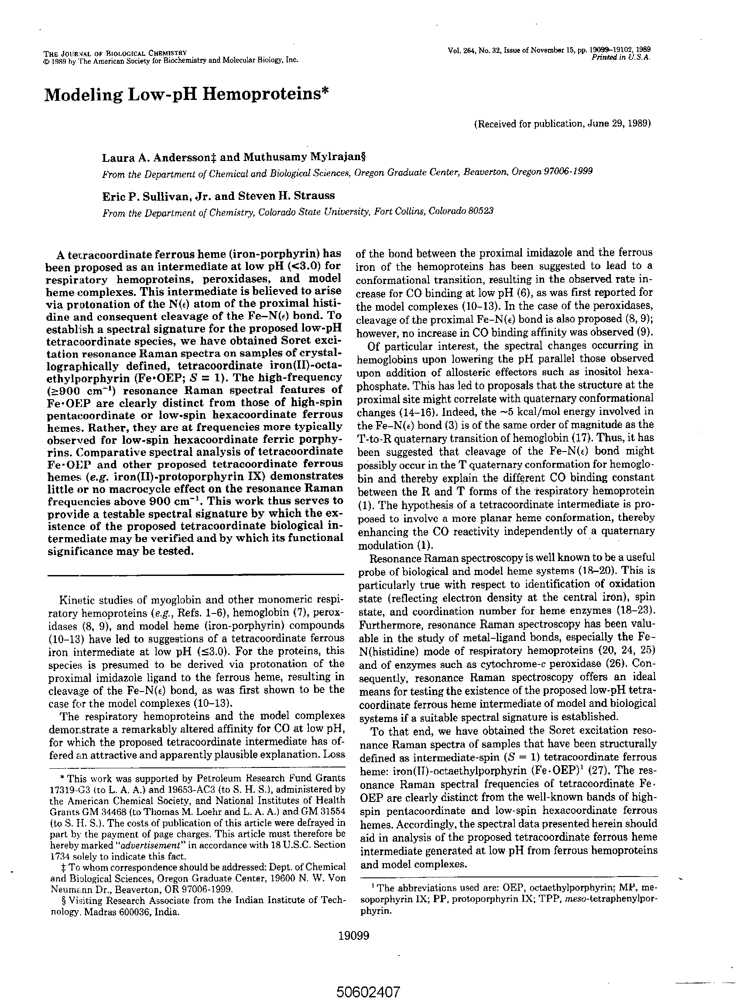 THE JOURNAL OF BIOLOGICAL CHEMISTRY
© 1989 by The American Society for Biochemistry and Molecular Biology, Inc.
Vol. 264, No. 32, Issue of November 15, pp. 19099–19102, 1989
Printed in U.S.A.
Modeling Low-pH Hemoproteins*
(Received for publication, June 29, 1989)
Laura A. Andersson‡ and Muthusamy Mylrajan§
From the Department of Chemical and Biological Sciences, Oregon Graduate Center, Beaverton, Oregon 97006-1999
Eric P. Sullivan, Jr. and Steven H. Strauss
From the Department of Chemistry, Colorado State University, Fort Collins, Colorado 80523
A tetracoordinate ferrous heme (iron-porphyrin) has
been proposed as an intermediate at low pH (<3.0) for
respiratory hemoproteins, peroxidases, and model
heme complexes. This intermediate is believed to arise
via protonation of the N(ε) atom of the proximal histi-
dine and consequent cleavage of the Fe–N(ε) bond. To
establish a spectral signature for the proposed low-pH
tetracoordinate species, we have obtained Soret exci-
tation resonance Raman spectra on samples of crystal-
lographically defined, tetracoordinate iron(II)-octa-
ethylporphyrin (Fe·OEP; S = 1). The high-frequency
(≥900 cm⁻¹) resonance Raman spectral features of
Fe·OEP are clearly distinct from those of high-spin
pentacoordinate or low-spin hexacoordinate ferrous
hemes. Rather, they are at frequencies more typically
observed for low-spin hexacoordinate ferric porphy-
rins. Comparative spectral analysis of tetracoordinate
Fe·OEP and other proposed tetracoordinate ferrous
hemes (e.g. iron(II)-protoporphyrin IX) demonstrates
little or no macrocycle effect on the resonance Raman
frequencies above 900 cm⁻¹. This work thus serves to
provide a testable spectral signature by which the ex-
istence of the proposed tetracoordinate biological in-
termediate may be verified and by which its functional
significance may be tested.
Kinetic studies of myoglobin and other monomeric respi-
ratory hemoproteins (e.g., Refs. 1–6), hemoglobin (7), perox-
idases (8, 9), and model heme (iron-porphyrin) compounds
(10–13) have led to suggestions of a tetracoordinate ferrous
iron intermediate at low pH (≤3.0). For the proteins, this
species is presumed to be derived via protonation of the
proximal imidazole ligand to the ferrous heme, resulting in
cleavage of the Fe–N(ε) bond, as was first shown to be the
case for the model complexes (10–13).
The respiratory hemoproteins and the model complexes
demonstrate a remarkably altered affinity for CO at low pH,
for which the proposed tetracoordinate intermediate has of-
fered an attractive and apparently plausible explanation. Loss
* This work was supported by Petroleum Research Fund Grants
17319-G3 (to L. A. A.) and 19653-AC3 (to S. H. S.), administered by
the American Chemical Society, and National Institutes of Health
Grants GM 34468 (to Thomas M. Loehr and L. A. A.) and GM 31554
(to S. H. S.). The costs of publication of this article were defrayed in
part by the payment of page charges. This article must therefore be
hereby marked "advertisement" in accordance with 18 U.S.C. Section
1734 solely to indicate this fact.
‡ To whom correspondence should be addressed: Dept. of Chemical
and Biological Sciences, Oregon Graduate Center, 19600 N. W. Von
Neumann Dr., Beaverton, OR 97006-1999.
§ Visiting Research Associate from the Indian Institute of Tech-
nology, Madras 600036, India.
of the bond between the proximal imidazole and the ferrous
iron of the hemoproteins has been suggested to lead to a
conformational transition, resulting in the observed rate in-
crease for CO binding at low pH (6), as was first reported for
the model complexes (10–13). In the case of the peroxidases,
cleavage of the proximal Fe–N(ε) bond is also proposed (8, 9);
however, no increase in CO binding affinity was observed (9).
Of particular interest, the spectral changes occurring in
hemoglobins upon lowering the pH parallel those observed
upon addition of allosteric effectors such as inositol hexa-
phosphate. This has led to proposals that the structure at the
proximal site might correlate with quaternary conformational
changes (14–16). Indeed, the ~5 kcal/mol energy involved in
the Fe–N(ε) bond (3) is of the same order of magnitude as the
T-to-R quaternary transition of hemoglobin (17). Thus, it has
been suggested that cleavage of the Fe–N(ε) bond might
possibly occur in the T quaternary conformation for hemoglo-
bin and thereby explain the different CO binding constant
between the R and T forms of the respiratory hemoprotein
(1). The hypothesis of a tetracoordinate intermediate is pro-
posed to involve a more planar heme conformation, thereby
enhancing the CO reactivity independently of a quaternary
modulation (1).
Resonance Raman spectroscopy is well known to be a useful
probe of biological and model heme systems (18–20). This is
particularly true with respect to identification of oxidation
state (reflecting electron density at the central iron), spin
state, and coordination number for heme enzymes (18–23).
Furthermore, resonance Raman spectroscopy has been valu-
able in the study of metal–ligand bonds, especially the Fe–
N(histidine) mode of respiratory hemoproteins (20, 24, 25)
and of enzymes such as cytochrome-c peroxidase (26). Con-
sequently, resonance Raman spectroscopy offers an ideal
means for testing the existence of the proposed low-pH tetra-
coordinate ferrous heme intermediate of model and biological
systems if a suitable spectral signature is established.
To that end, we have obtained the Soret excitation reso-
nance Raman spectra of samples that have been structurally
defined as intermediate-spin (S = 1) tetracoordinate ferrous
heme: iron(II)-octaethylporphyrin (Fe·OEP)¹ (27). The res-
onance Raman spectral frequencies of tetracoordinate Fe·
OEP are clearly distinct from the well-known bands of high-
spin pentacoordinate and low-spin hexacoordinate ferrous
hemes. Accordingly, the spectral data presented herein should
aid in analysis of the proposed tetracoordinate ferrous heme
intermediate generated at low pH from ferrous hemoproteins
and model complexes.
¹ The abbreviations used are: OEP, octaethylporphyrin; MP, me-
soporphyrin IX; PP, protoporphyrin IX; TPP, meso-tetraphenylpor-
phyrin.
19099
50602407